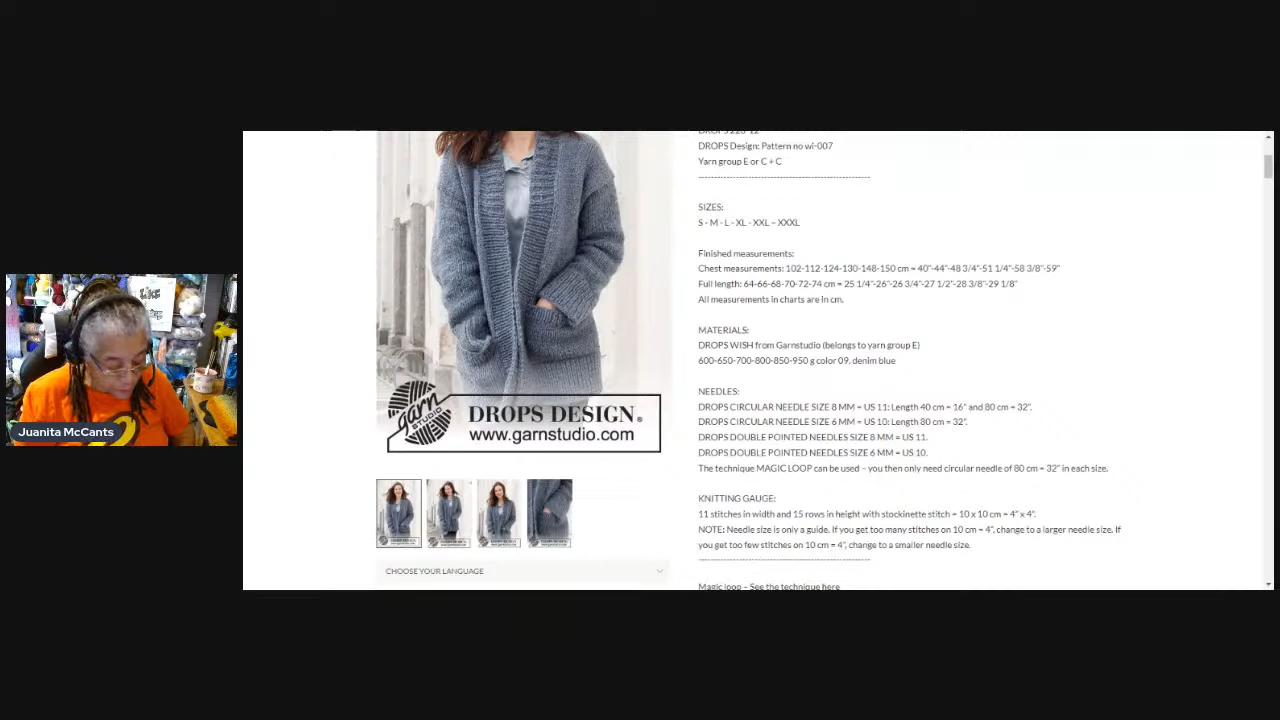 DROPS 228-12
DROPS Design: Pattern no wi-007
Yarn group E or C + C
SIZES:
S - M - L - XL - XXL – XXXL
Finished measurements:
Chest measurements: 102-112-124-130-148-150 cm = 40"-44"-48 3/4"-51 1/4"-58 3/8"-59"
Full length: 64-66-68-70-72-74 cm = 25 1/4"-26"-26 3/4"-27 1/2"-28 3/8"-29 1/8"
All measurements in charts are in cm.
MATERIALS:
DROPS WISH from Garnstudio (belongs to yarn group E)
600-650-700-800-850-950 g color 09, denim blue
NEEDLES:
DROPS CIRCULAR NEEDLE SIZE 8 MM = US 11: Length 40 cm = 16" and 80 cm = 32".
DROPS CIRCULAR NEEDLE SIZE 6 MM = US 10: Length 80 cm = 32".
DROPS DOUBLE POINTED NEEDLES SIZE 8 MM = US 11.
DROPS DOUBLE POINTED NEEDLES SIZE 6 MM = US 10.
The technique MAGIC LOOP can be used – you then only need circular needle of 80 cm = 32" in each size.
KNITTING GAUGE:
11 stitches in width and 15 rows in height with stockinette stitch = 10 x 10 cm = 4" x 4".
NOTE: Needle size is only a guide. If you get too many stitches on 10 cm = 4", change to a larger needle size. If
you get too few stitches on 10 cm = 4", change to a smaller needle size.
Magic loop – See the technique here
garn
studio
DROPS DESIGN®
www.garnstudio.com
CHOOSE YOUR LANGUAGE
LIKE
Juanita McCants